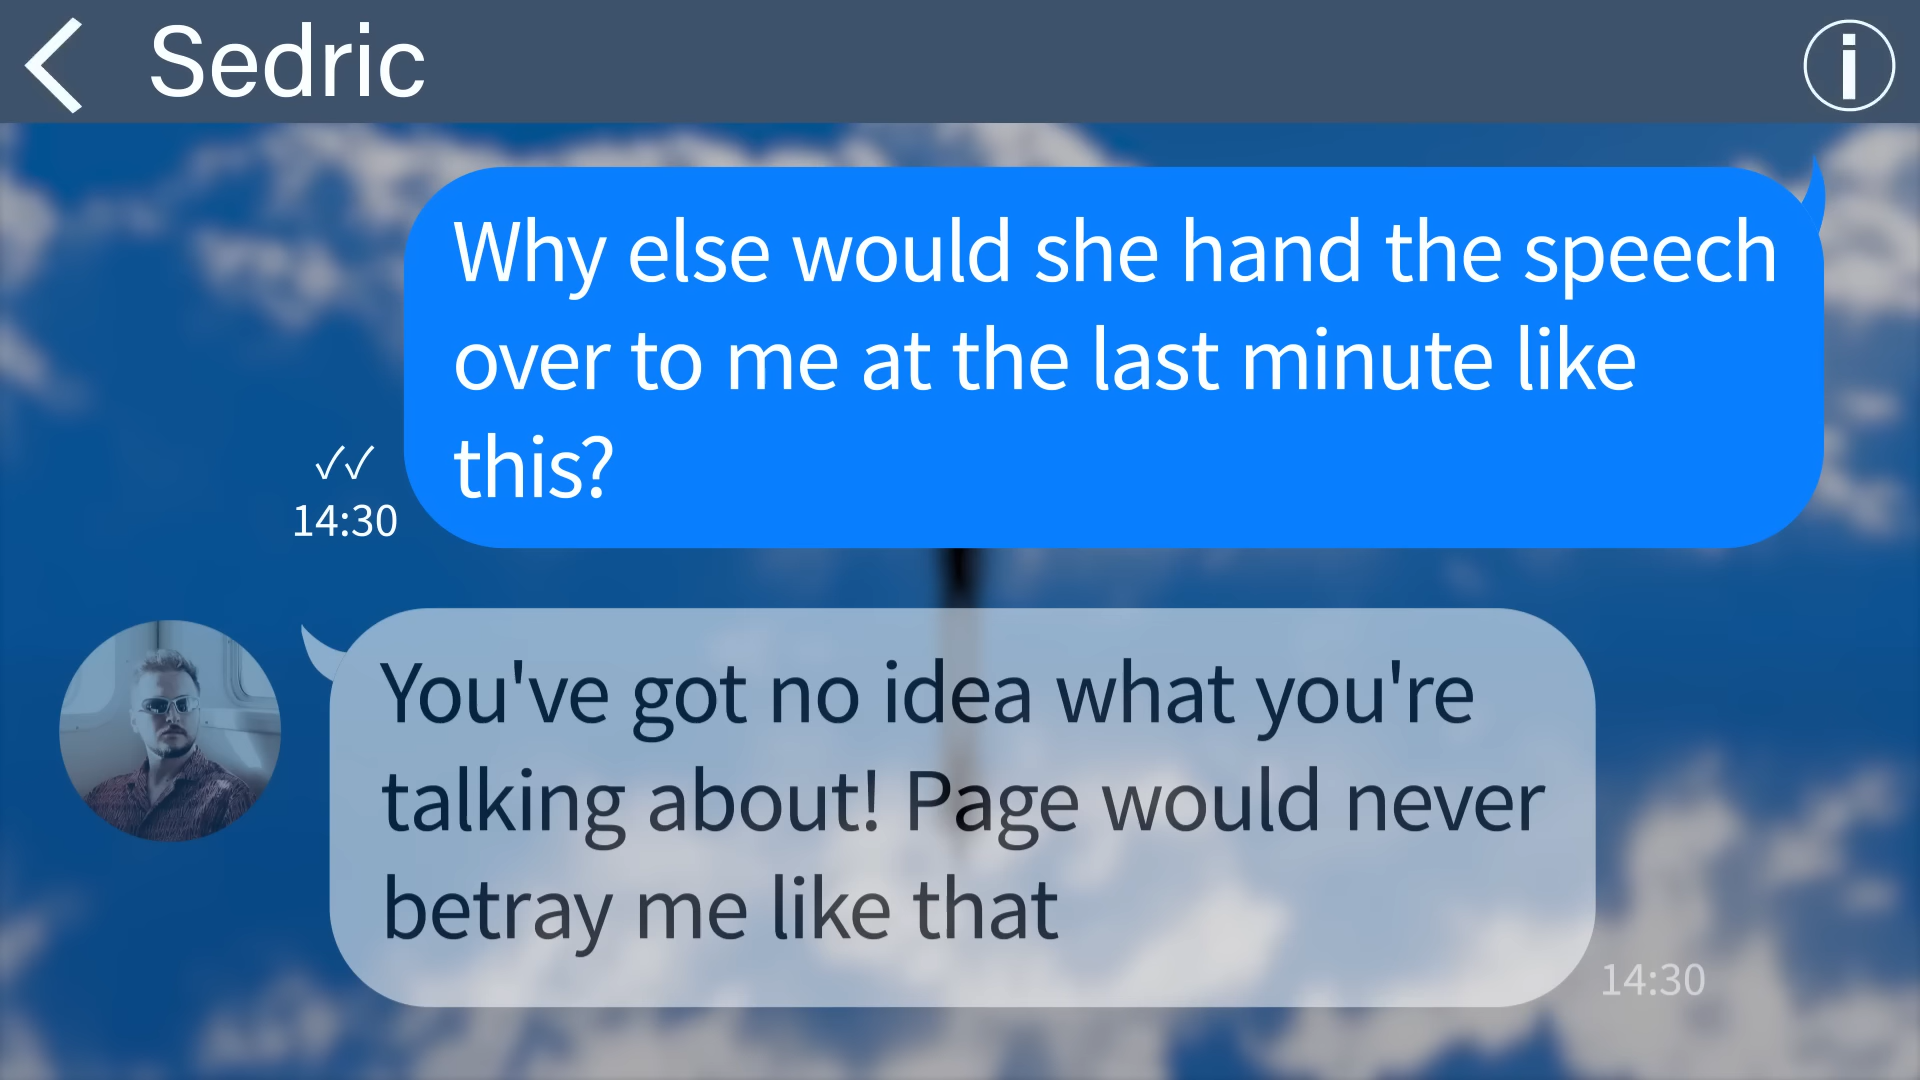 Sedric
Why else would she hand the speech
over to me at the last minute like
this?
14:30
You've got no idea what you're
talking about! Page would never
betray me like that
14:30